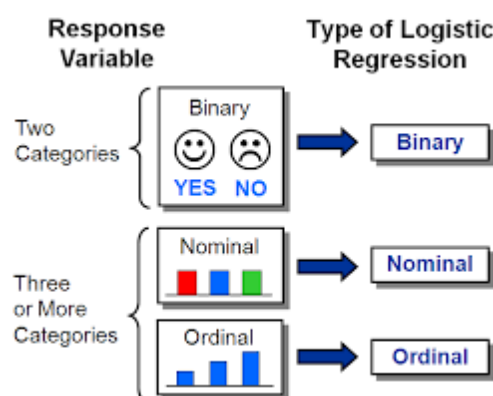 Response
Variable
Type of Logistic
Regression
Two
Categories
Binary
YES NO
Binary
Three
or More
Categories
Nominal
Nominal
Ordinal
Ordinal